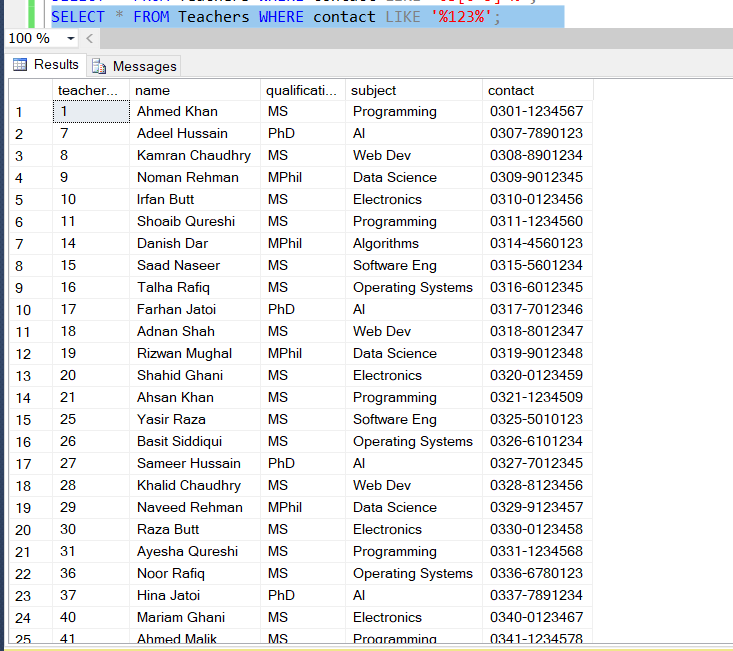 SELECT * FROM Teachers WHERE contact LIKE '%123%';
100 %
Results Messages
teacher... name qualificati... subject contact
1 1 Ahmed Khan MS Programming 0301-1234567
2 7 Adeel Hussain PhD AI 0307-7890123
3 8 Kamran Chaudhry MS Web Dev 0308-8901234
4 9 Noman Rehman MPhil Data Science 0309-9012345
5 10 Irfan Butt MS Electronics 0310-0123456
6 11 Shoaib Qureshi MS Programming 0311-1234560
7 14 Danish Dar MPhil Algorithms 0314-4560123
8 15 Saad Naseer MS Software Eng 0315-5601234
9 16 Talha Rafiq MS Operating Systems 0316-6012345
10 17 Farhan Jatoi PhD AI 0317-7012346
11 18 Adnan Shah MS Web Dev 0318-8012347
12 19 Rizwan Mughal MPhil Data Science 0319-9012348
13 20 Shahid Ghani MS Electronics 0320-0123459
14 21 Ahsan Khan MS Programming 0321-1234509
15 25 Yasir Raza MS Software Eng 0325-5010123
16 26 Basit Siddiqui MS Operating Systems 0326-6101234
17 27 Sameer Hussain PhD AI 0327-7012345
18 28 Khalid Chaudhry MS Web Dev 0328-8123456
19 29 Naveed Rehman MPhil Data Science 0329-9123457
20 30 Raza Butt MS Electronics 0330-0123458
21 31 Ayesha Qureshi MS Programming 0331-1234568
22 36 Noor Rafiq MS Operating Systems 0336-6780123
23 37 Hina Jatoi PhD AI 0337-7891234
24 40 Mariam Ghani MS Electronics 0340-0123467
25 41 Ahmed Malik MS Programming 0341-1234578